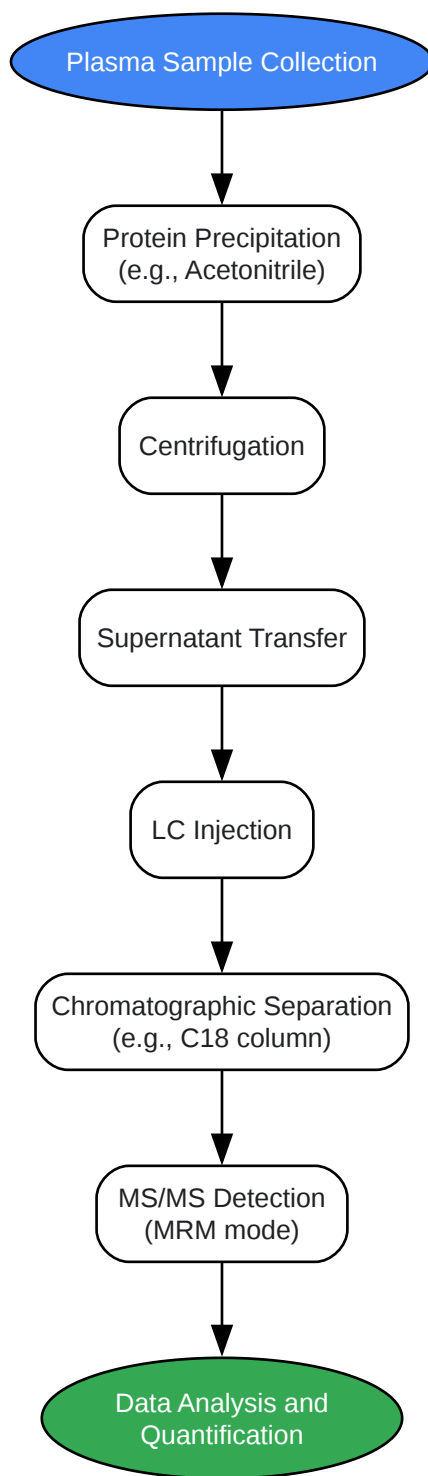 Plasma Sample Collection
Protein Precipitation
(e.g., Acetonitrile)
Centrifugation
Supernatant Transfer
LC Injection
Chromatographic Separation
(e.g., C18 column)
MS/MS Detection
(MRM mode)
Data Analysis and
Quantification